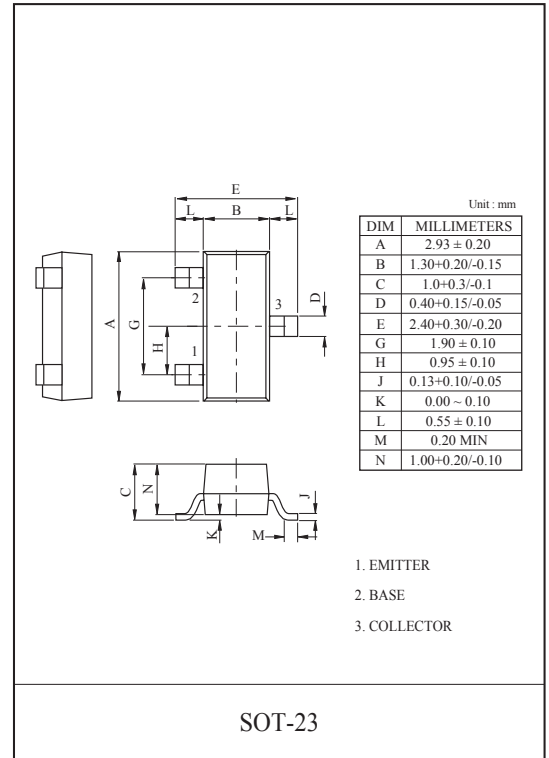 E
L B L
2
3
D
A
G
H
1
C
N
K
M
J
Unit : mm
DIM MILLIMETERS
A 2.93 ± 0.20
B 1.30+0.20/-0.15
C 1.0+0.3/-0.1
D 0.40+0.15/-0.05
E 2.40+0.30/-0.20
G 1.90 ± 0.10
H 0.95 ± 0.10
J 0.13+0.10/-0.05
K 0.00 ~ 0.10
L 0.55 ± 0.10
M 0.20 MIN
N 1.00+0.20/-0.10
1. EMITTER
2. BASE
3. COLLECTOR
SOT-23